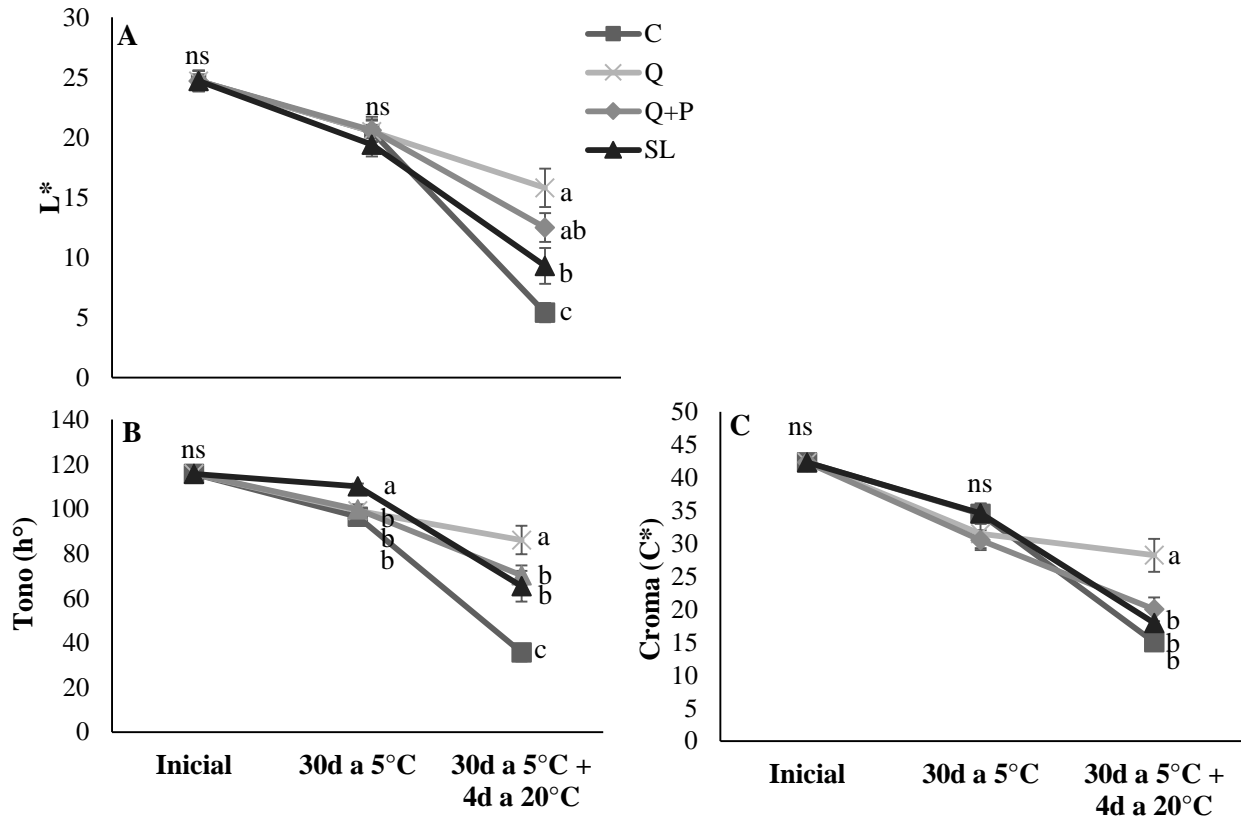 A
30
25
20
15
10
5
0
L*
ns
ns
a
ab
b
c
C
Q
Q+P
SL
B
140
120
100
80
60
40
20
0
Tono (h°)
ns
a
b
b
b
a
b
b
c
Inicial
30d a 5°C
30d a 5°C +
4d a 20°C
C
50
45
40
35
30
25
20
15
10
5
0
Croma (C*)
ns
ns
a
b
b
b
Inicial
30d a 5°C
30d a 5°C +
4d a 20°C